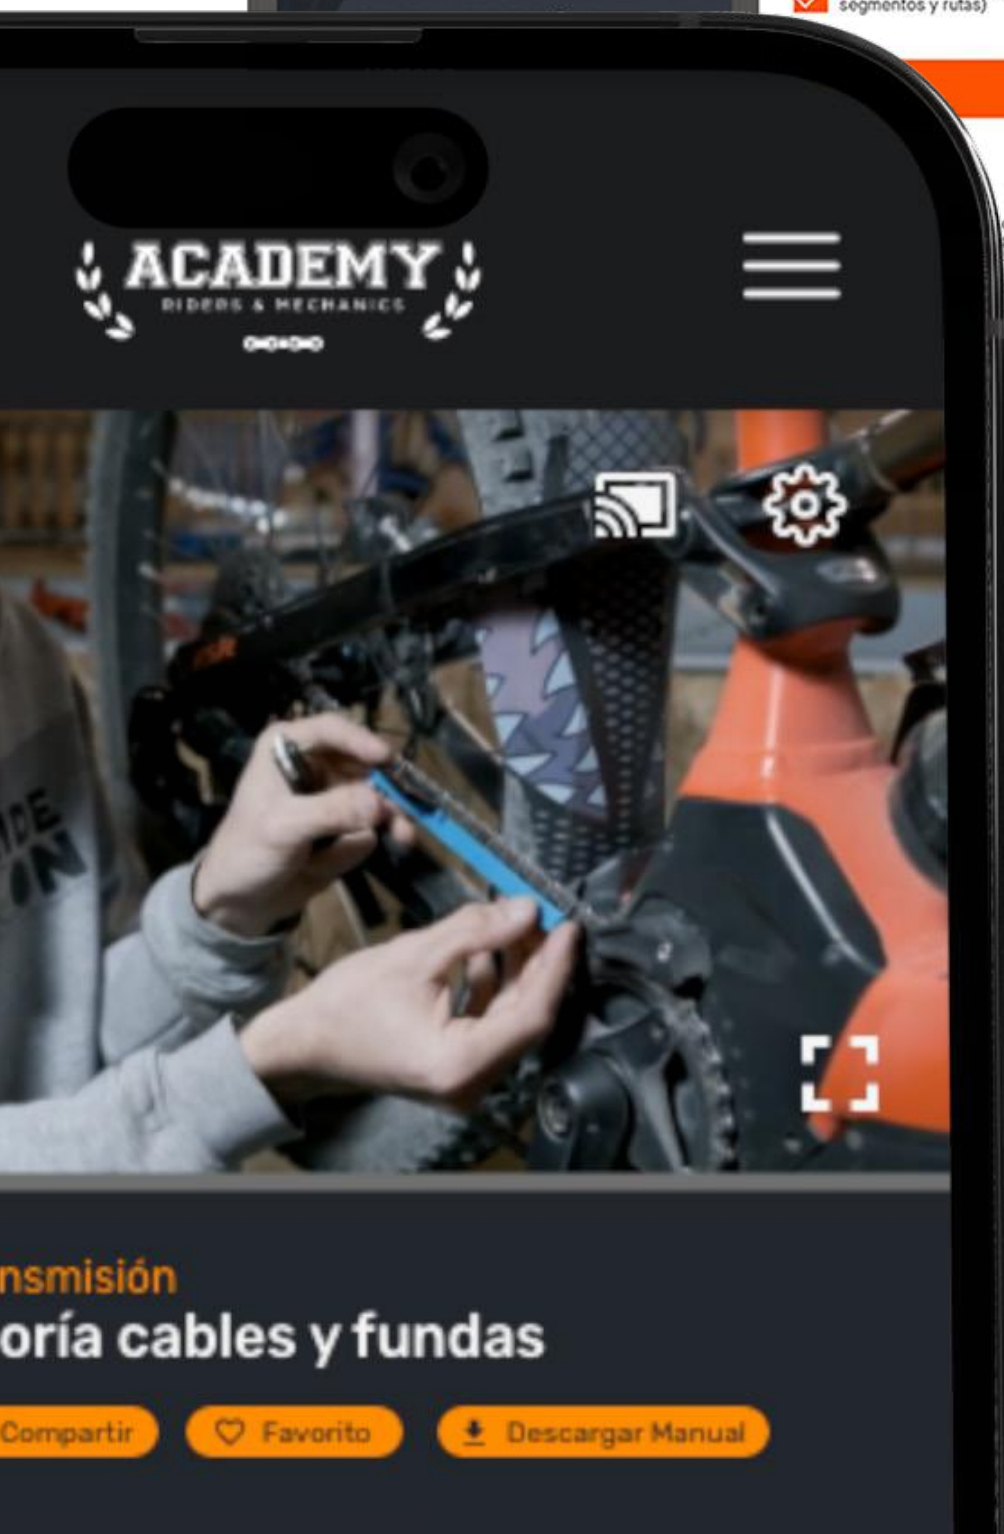 segmentos y rutas)
ACADEMY
RIDERS & MECHANICS
nsmisión
oría cables y fundas
Compartir
Favorito
Descargar Manual